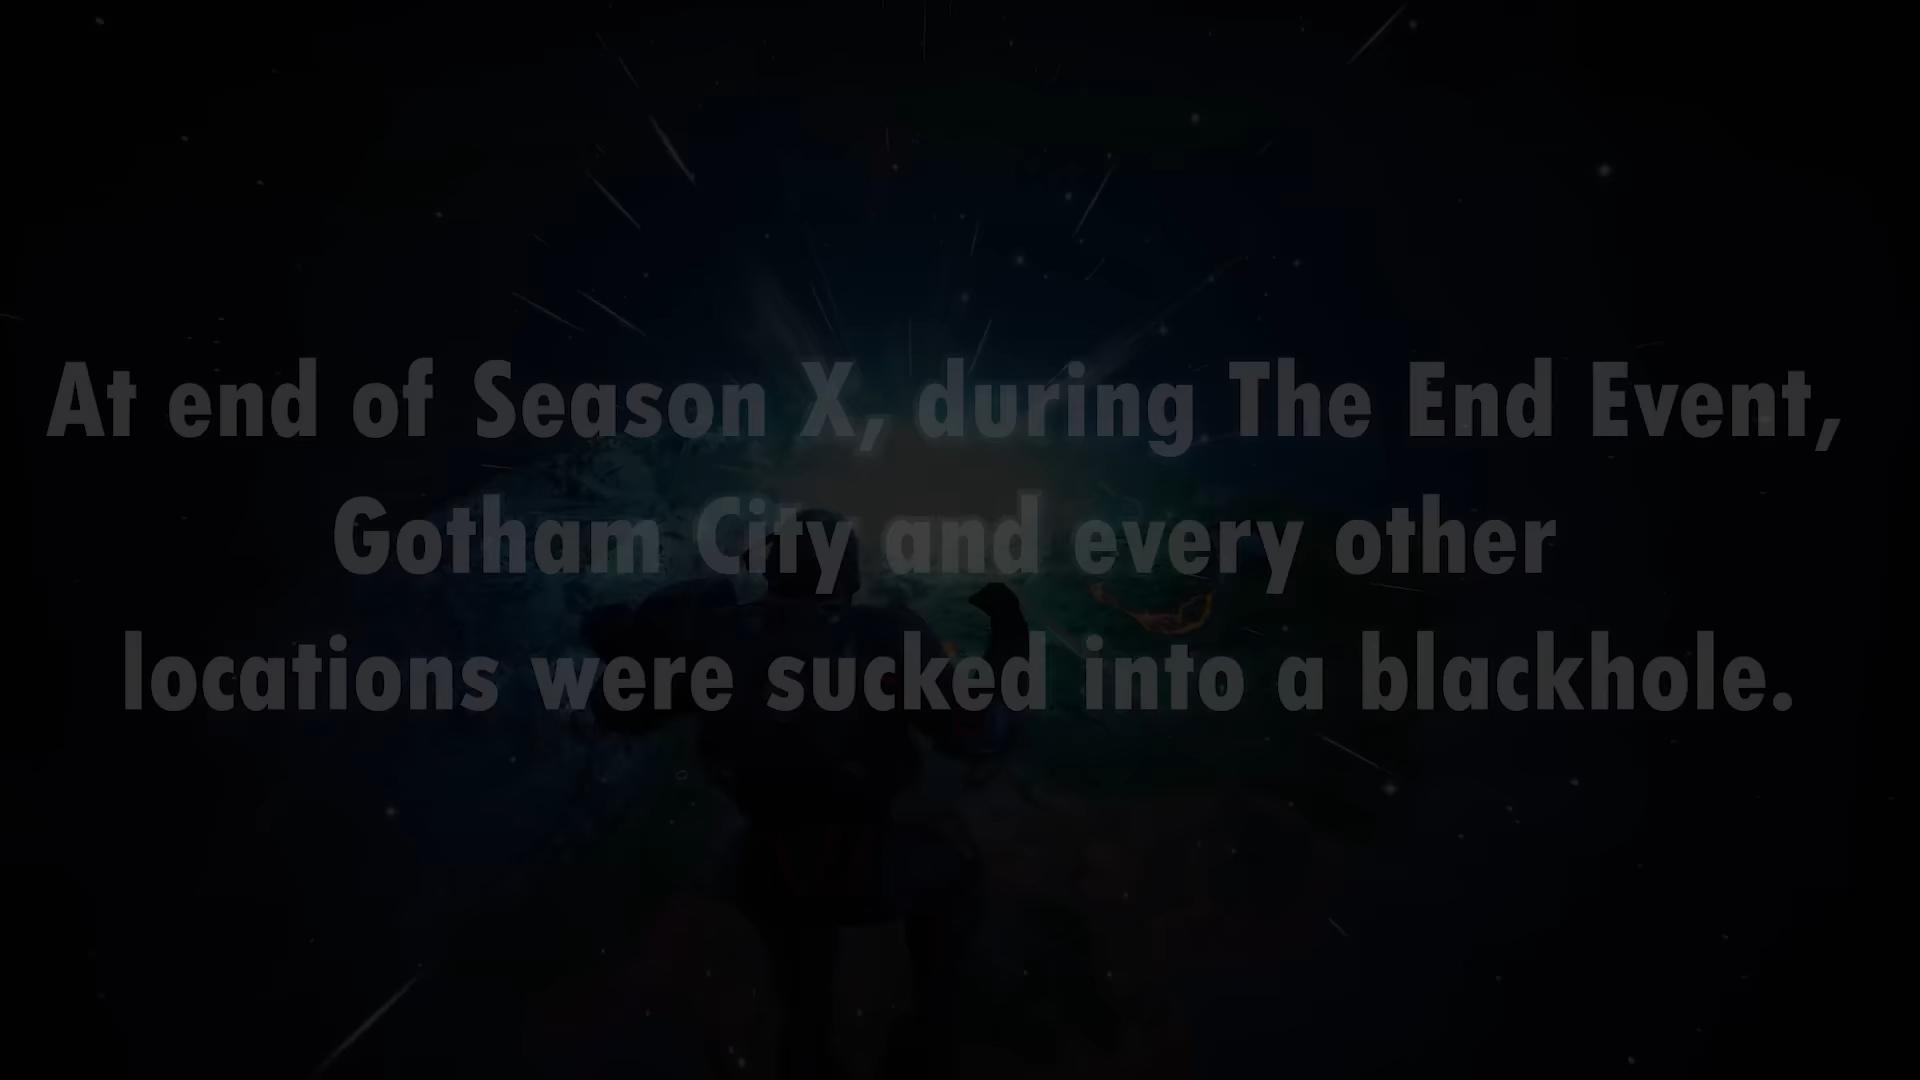 At end of Season X, during The End Event,
Gotham City and every other
locations were sucked into a blackhole.